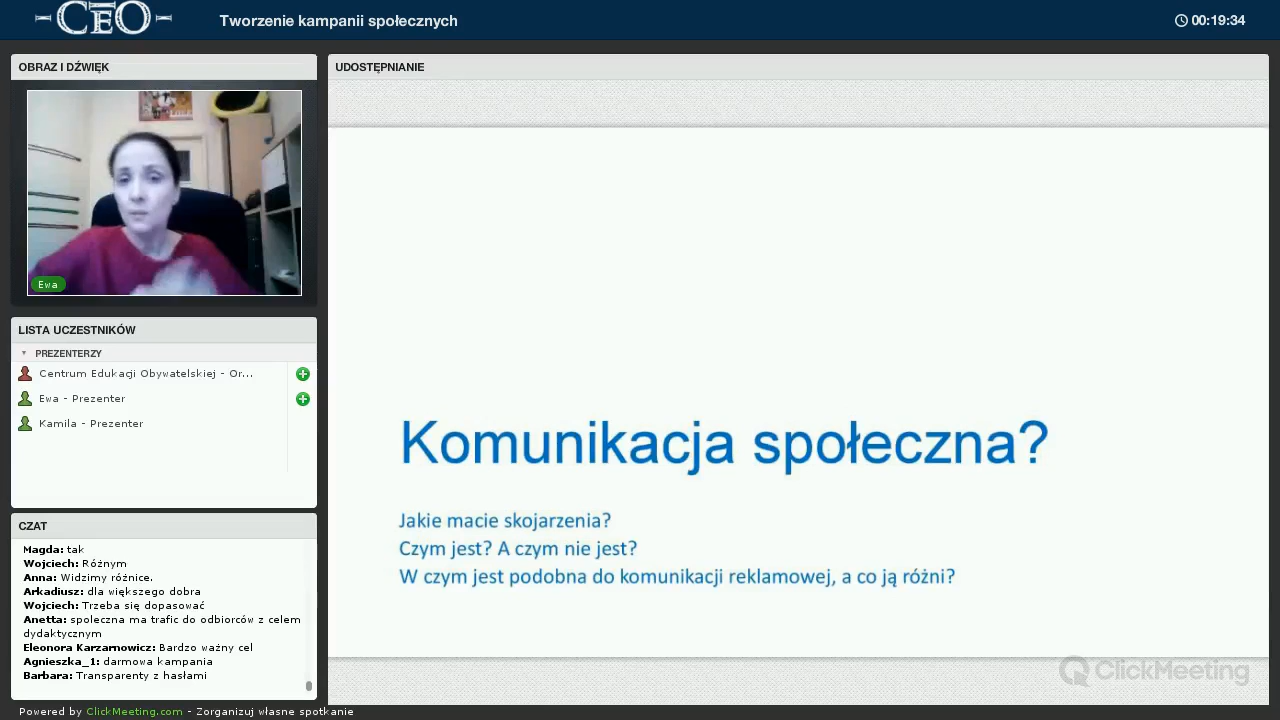 CEO
Tworzenie kampanii społecznych
00:19:34
OBRAZ I DŹWIĘK
Ewa
LISTA UCZESTNIKÓW
PREZENTERZY
Centrum Edukacji Obywatelskiej - Or...
Ewa - Prezenter
Kamila - Prezenter
CZAT
Magda: tak
Wojciech: Różnym
Anna: Widzimy różnice.
Arkadiusz: dla większego dobra
Wojciech: Trzeba się dopasować
Anetta: spoleczna ma trafic do odbiorców z celem
dydaktycznym
Eleonora Karzarnowicz: Bardzo ważny cel
Agnieszka_1: darmowa kampania
Barbara: Transparenty z hasłami
Powered by ClickMeeting.com - Zorganizuj własne spotkanie
UDOSTĘPNIANIE
Komunikacja społeczna?
Jakie macie skojarzenia?
Czym jest? A czym nie jest?
W czym jest podobna do komunikacji reklamowej, a co ją różni?
ClickMeeting